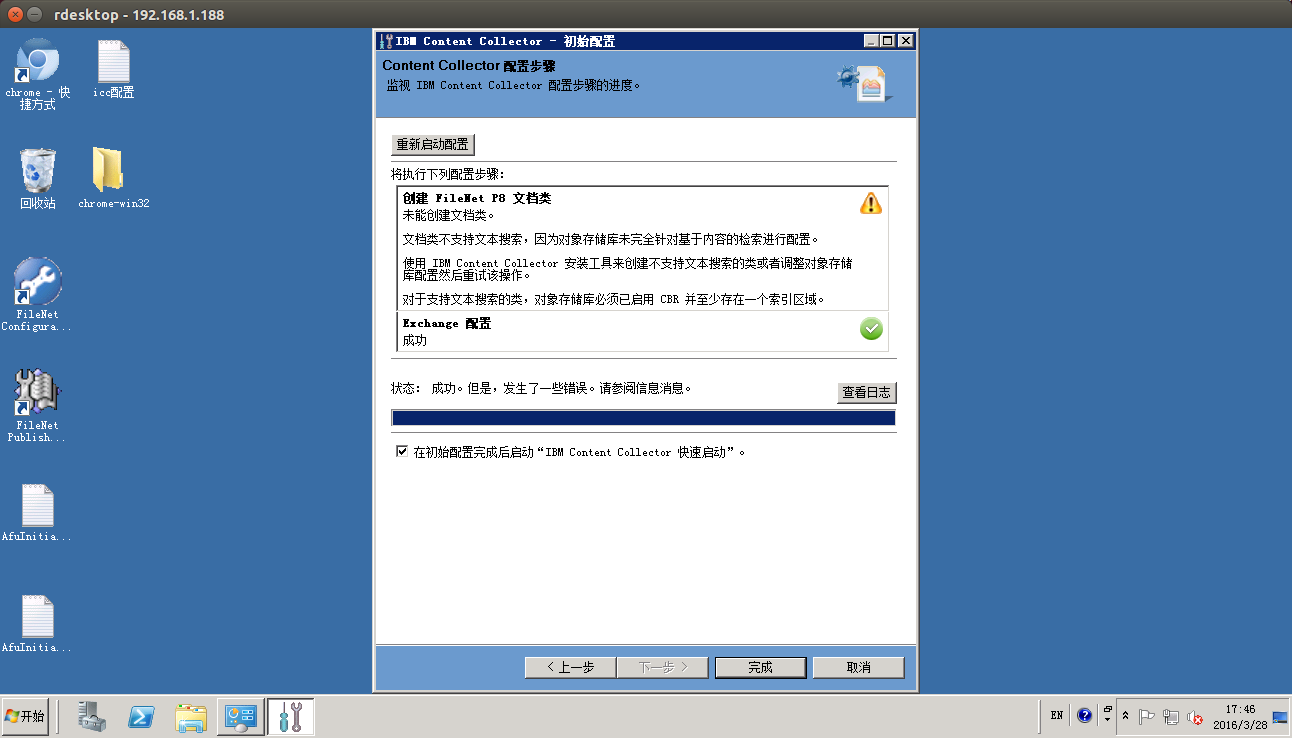 rdesktop - 192.168.1.188
chrome - 快
捷方式
icc配置
回收站
chrome-win32
FileNet
Configura...
FileNet
Publish...
AfuInitia...
AfuInitia...
IBM Content Collector - 初始配置
Content Collector 配置步骤
监视 IBM Content Collector 配置步骤的进度。
重新启动配置
将执行下列配置步骤：
创建 FileNet P8 文档类
未能创建文档类。
文档类不支持文本搜索，因为对象存储库未完全针对基于内容的检索进行配置。
使用 IBM Content Collector 安装工具来创建不支持文本搜索的类或者调整对象存储
库配置然后重试该操作。
对于支持文本搜索的类，对象存储库必须已启用 CBR 并至少存在一个索引区域。
Exchange 配置
成功
状态： 成功。但是，发生了一些错误。请参阅信息消息。
查看日志
在初始配置完成后启动“IBM Content Collector 快速启动”。
< 上一步
下一步 >
完成
取消
开始
EN
17:46
2016/3/28